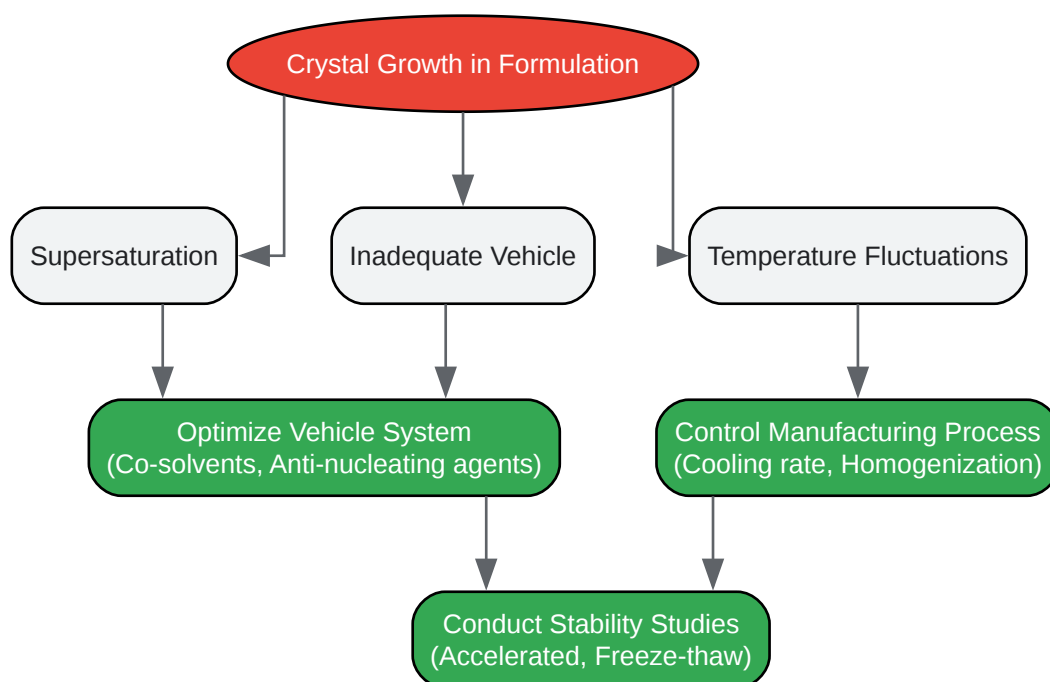 Crystal Growth in Formulation
Supersaturation
Inadequate Vehicle
Temperature Fluctuations
Optimize Vehicle System
(Co-solvents, Anti-nucleating agents)
Control Manufacturing Process
(Cooling rate, Homogenization)
Conduct Stability Studies
(Accelerated, Freeze-thaw)